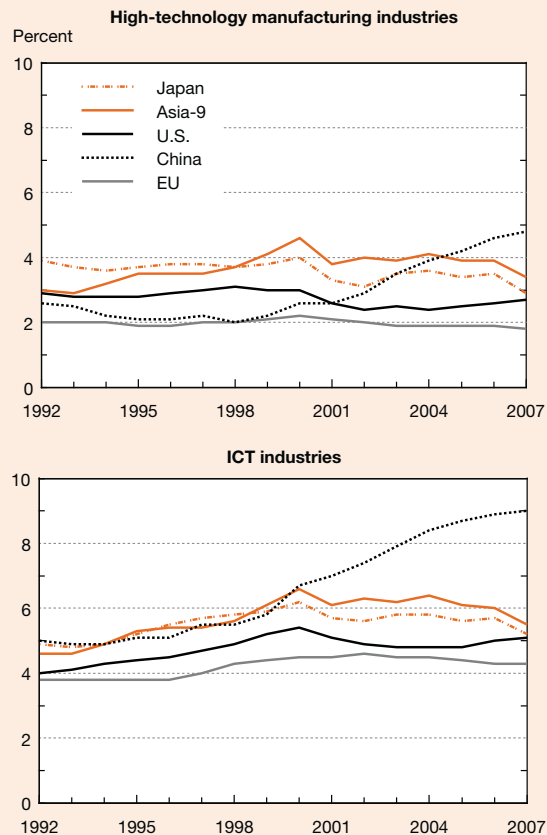 High-technology manufacturing industries
Percent
10
8
6
4
2
0
Japan
Asia-9
U.S.
China
EU
1992 1995 1998 2001 2004 2007
ICT industries
10
8
6
4
2
0
1992 1995 1998 2001 2004 2007